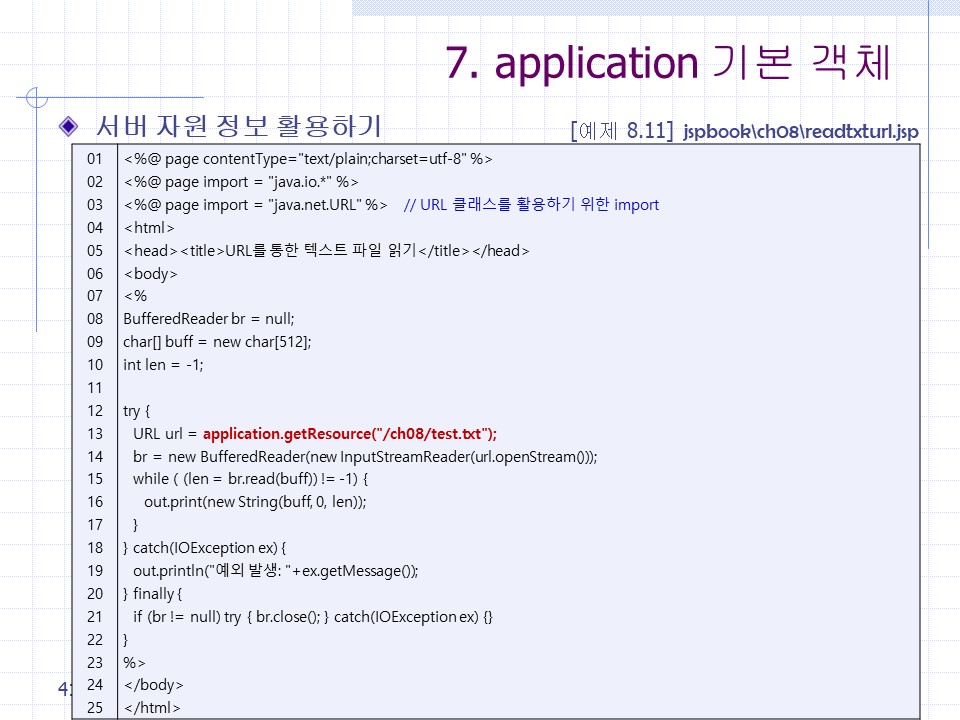 7. application 기본 객체
서버 자원 정보 활용하기
[예제 8.11] jspbook\ch08\readtxturl.jsp
01 <%@ page contentType="text/plain;charset=utf-8" %>
02 <%@ page import = "java.io.*" %>
03 <%@ page import = "java.net.URL" %> // URL 클래스를 활용하기 위한 import
04 <html>
05 <head><title>URL를 통한 텍스트 파일 읽기</title></head>
06 <body>
07 <%
08 BufferedReader br = null;
09 char[] buff = new char[512];
10 int len = -1;
11
12 try {
13 URL url = application.getResource("/ch08/test.txt");
14 br = new BufferedReader(new InputStreamReader(url.openStream()));
15 while ( (len = br.read(buff)) != -1) {
16 out.print(new String(buff, 0, len));
17 }
18 } catch(IOException ex) {
19 out.println("예외 발생: "+ex.getMessage());
20 } finally {
21 if (br != null) try { br.close(); } catch(IOException ex) {}
22 }
23 %>
24 </body>
25 </html>